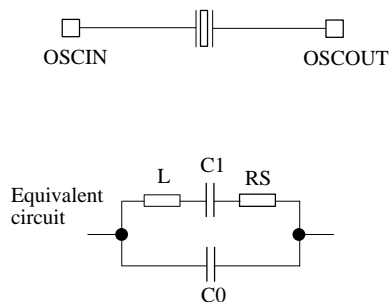 OSCIN
OSCOUT
C1
L
RS
Equivalent
circuit
C0